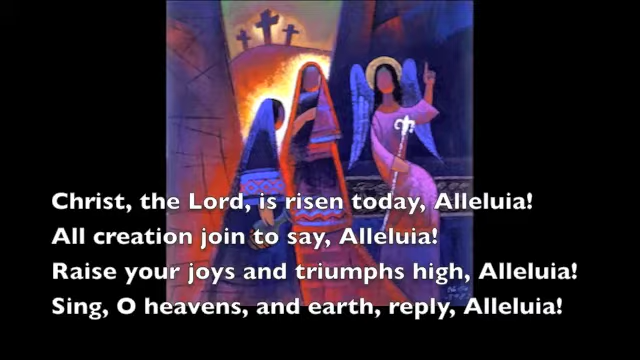 Christ, the Lord, is risen today, Alleluia!
All creation join to say, Alleluia!
Raise your joys and triumphs high, Alleluia!
Sing, O heavens, and earth, reply, Alleluia!